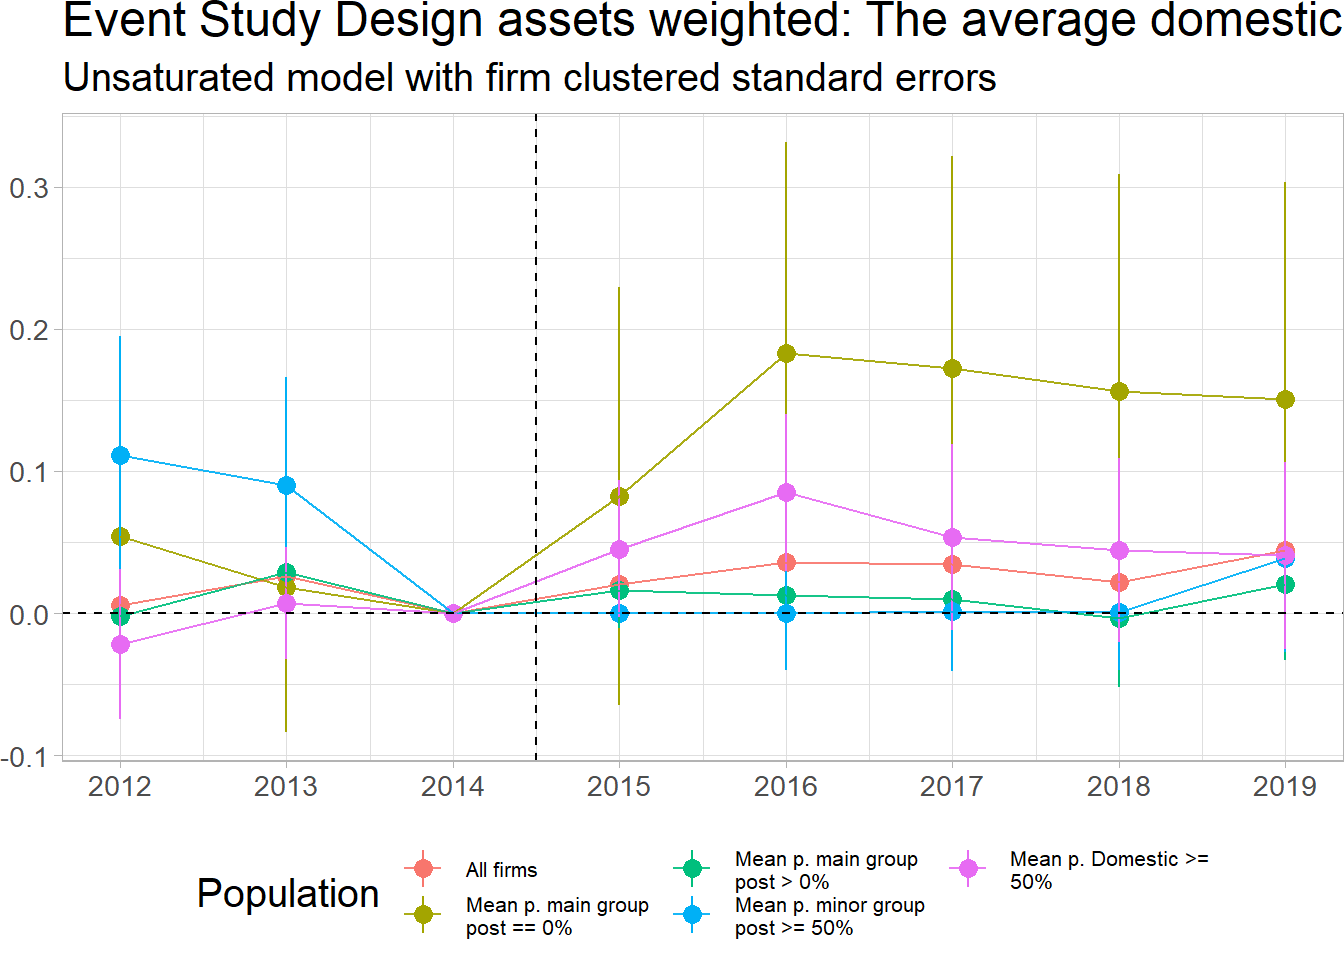 Event Study Design assets weighted: The average domestic
Unsaturated model with firm clustered standard errors
0.3
0.2
0.1
0.0
-0.1
2012 2013 2014 2015 2016 2017 2018 2019
Population
All firms
Mean p. main group
post == 0%
Mean p. main group
post > 0%
Mean p. minor group
post >= 50%
Mean p. Domestic >=
50%